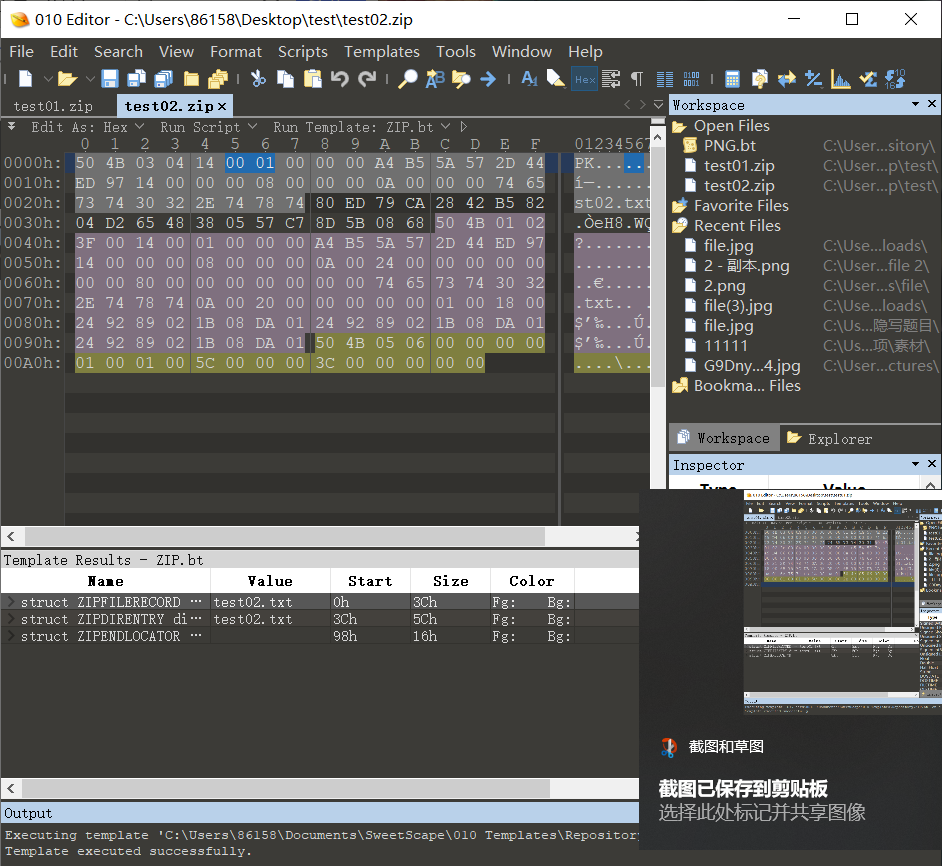 010 Editor - C:\Users\86158\Desktop\test\test02.zip
File Edit Search View Format Scripts Templates Tools Window Help
test01.zip test02.zip ×
Edit As: Hex Run Script Run Template: ZIP.bt
0 1 2 3 4 5 6 7 8 9 A B C D E F 01234567
0000h: 50 4B 03 04 14 00 01 00 00 00 A4 B5 5A 57 2D 44 PK......
0010h: ED 97 14 00 00 00 08 00 00 00 0A 00 00 00 74 65 í—......
0020h: 73 74 30 32 2E 74 78 74 80 ED 79 CA 28 42 B5 82 st02.txt
0030h: 04 D2 65 48 38 05 57 C7 8D 5B 08 68 50 4B 01 02 .ÒeH8.WÇ
0040h: 3F 00 14 00 01 00 00 00 A4 B5 5A 57 2D 44 ED 97 ?.......
0050h: 14 00 00 00 08 00 00 00 0A 00 24 00 00 00 00 00 ........
0060h: 00 00 80 00 00 00 00 00 00 00 74 65 73 74 30 32 ..€.....
0070h: 2E 74 78 74 0A 00 20 00 00 00 00 00 01 00 18 00 .txt.. .
0080h: 24 92 89 02 1B 08 DA 01 24 92 89 02 1B 08 DA 01 $’‰...Ú.
0090h: 24 92 89 02 1B 08 DA 01 50 4B 05 06 00 00 00 00 $’‰...Ú.
00A0h: 01 00 01 00 5C 00 00 00 3C 00 00 00 00 00 ....\...
Workspace
Open Files
PNG.bt C:\User...sitory\
test01.zip C:\User...p\test\
test02.zip C:\User...p\test\
Favorite Files
Recent Files
file.jpg C:\Use...loads\
2 - 副本.png C:\User...file 2\
2.png C:\User...s\file\
file(3).jpg C:\Use...loads\
file.jpg C:\Us...隐写题目\
11111 C:\Us...项\素材\
G9Dny...4.jpg C:\User...ctures\
Bookma... Files
Workspace Explorer
Inspector
Type Value
Template Results - ZIP.bt
Name Value Start Size Color
struct ZIPFILERECORD ··· test02.txt 0h 3Ch Fg: Bg:
struct ZIPDIRENTRY di··· test02.txt 3Ch 5Ch Fg: Bg:
struct ZIPENDLOCATOR ··· 98h 16h Fg: Bg:
Output
Executing template 'C:\Users\86158\Documents\SweetScape\010 Templates\Repository
Template executed successfully.
截图和草图
截图已保存到剪贴板
选择此处标记并共享图像